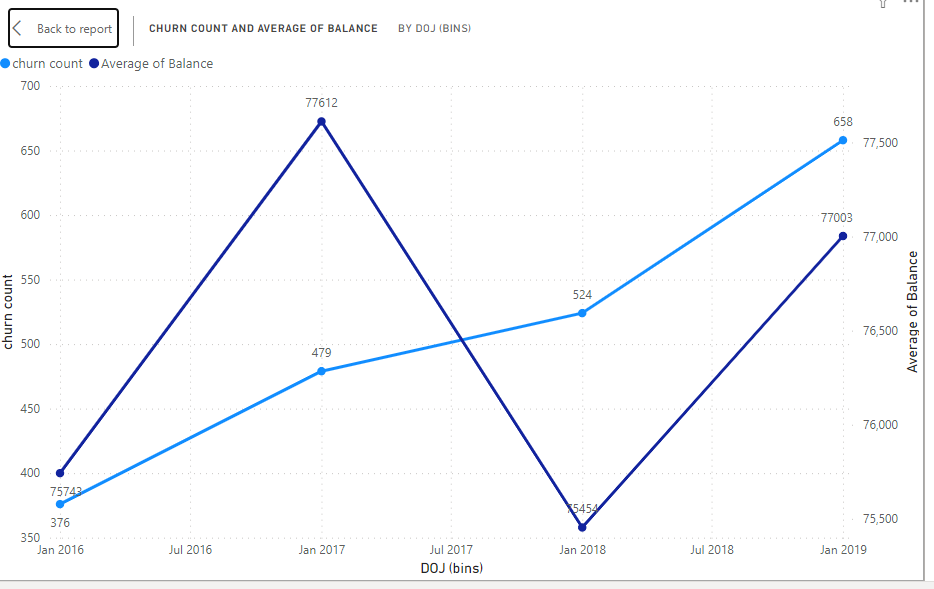 Back to report
CHURN COUNT AND AVERAGE OF BALANCE
BY DOJ (BINS)
churn count
Average of Balance
700
650
600
550
500
450
400
350
churn count
77612
658
77003
524
479
75743
376
75454
77,500
77,000
76,500
76,000
75,500
Average of Balance
Jan 2016
Jul 2016
Jan 2017
Jul 2017
Jan 2018
Jul 2018
Jan 2019
DOJ (bins)